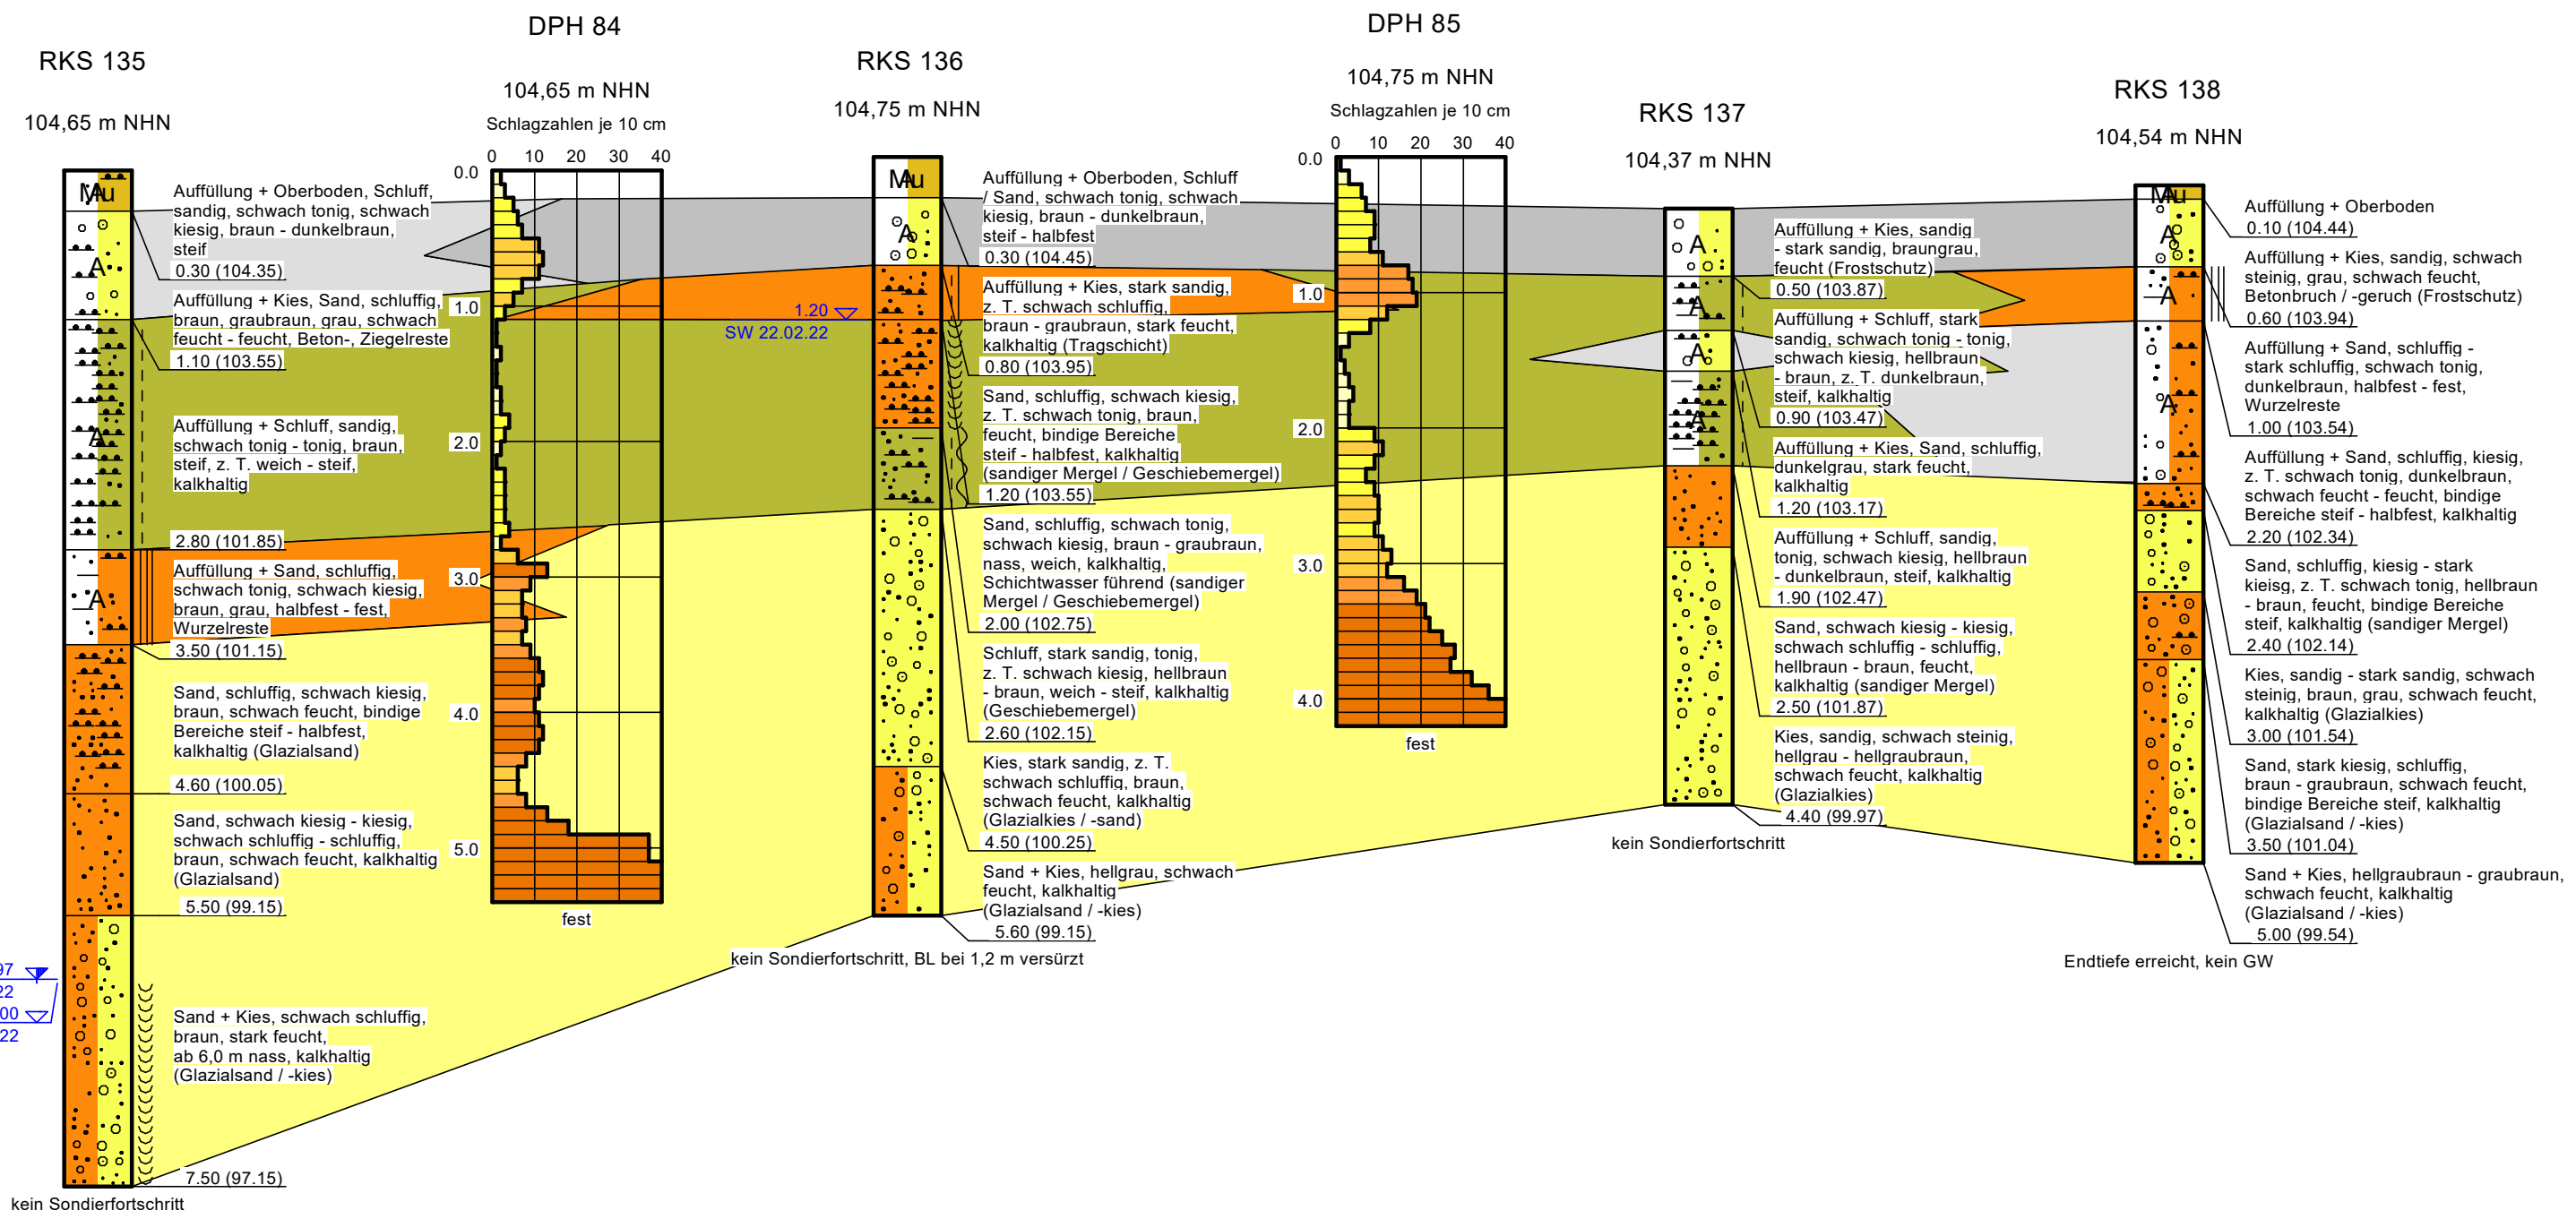 RKS 135
104,65 m NHN
Mu
A
A
A
Auffüllung + Oberboden, Schluff,
sandig, schwach tonig, schwach
kiesig, braun - dunkelbraun,
steif
0.30 (104.35)
Auffüllung + Kies, Sand, schluffig,
braun, graubraun, grau, schwach
feucht - feucht, Beton-, Ziegelreste
1.10 (103.55)
Auffüllung + Schluff, sandig,
schwach tonig - tonig, braun,
steif, z. T. weich - steif,
kalkhaltig
2.80 (101.85)
Auffüllung + Sand, schluffig,
schwach tonig, schwach kiesig,
braun, grau, halbfest - fest,
Wurzelreste
3.50 (101.15)
Sand, schluffig, schwach kiesig,
braun, schwach feucht, bindige
Bereiche steif - halbfest,
kalkhaltig (Glazialsand)
4.60 (100.05)
Sand, schwach kiesig - kiesig,
schwach schluffig - schluffig,
braun, schwach feucht, kalkhaltig
(Glazialsand)
5.50 (99.15)
97
22
00
22
Sand + Kies, schwach schluffig,
braun, stark feucht,
ab 6,0 m nass, kalkhaltig
(Glazialsand / -kies)
7.50 (97.15)
kein Sondierfortschritt
DPH 84
104,65 m NHN
Schlagzahlen je 10 cm
0 10 20 30 40
0.0
1.0
2.0
3.0
4.0
5.0
fest
RKS 136
104,75 m NHN
Mu
A
1.20
SW 22.02.22
Auffüllung + Oberboden, Schluff
/ Sand, schwach tonig, schwach
kiesig, braun - dunkelbraun,
steif - halbfest
0.30 (104.45)
Auffüllung + Kies, stark sandig,
z. T. schwach schluffig,
braun - graubraun, stark feucht,
kalkhaltig (Tragschicht)
0.80 (103.95)
Sand, schluffig, schwach kiesig,
z. T. schwach tonig, braun,
feucht, bindige Bereiche
steif - halbfest, kalkhaltig
(sandiger Mergel / Geschiebemergel)
1.20 (103.55)
Sand, schluffig, schwach tonig,
schwach kiesig, braun - graubraun,
nass, weich, kalkhaltig,
Schichtwasser führend (sandiger
Mergel / Geschiebemergel)
2.00 (102.75)
Schluff, stark sandig, tonig,
z. T. schwach kiesig, hellbraun
- braun, weich - steif, kalkhaltig
(Geschiebemergel)
2.60 (102.15)
Kies, stark sandig, z. T.
schwach schluffig, braun,
schwach feucht, kalkhaltig
(Glazialkies / -sand)
4.50 (100.25)
Sand + Kies, hellgrau, schwach
feucht, kalkhaltig
(Glazialsand / -kies)
5.60 (99.15)
kein Sondierfortschritt, BL bei 1,2 m versürzt
DPH 85
104,75 m NHN
Schlagzahlen je 10 cm
0 10 20 30 40
0.0
1.0
2.0
3.0
4.0
fest
RKS 137
104,37 m NHN
A
A
A
A
Auffüllung + Kies, sandig
- stark sandig, braungrau,
feucht (Frostschutz)
0.50 (103.87)
Auffüllung + Schluff, stark
sandig, schwach tonig - tonig,
schwach kiesig, hellbraun
- braun, z. T. dunkelbraun,
steif, kalkhaltig
0.90 (103.47)
Auffüllung + Kies, Sand, schluffig,
dunkelgrau, stark feucht,
kalkhaltig
1.20 (103.17)
Auffüllung + Schluff, sandig,
tonig, schwach kiesig, hellbraun
- dunkelbraun, steif, kalkhaltig
1.90 (102.47)
Sand, schwach kiesig - kiesig,
schwach schluffig - schluffig,
hellbraun - braun, feucht,
kalkhaltig (sandiger Mergel)
2.50 (101.87)
Kies, sandig, schwach steinig,
hellgrau - hellgraubraun,
schwach feucht, kalkhaltig
(Glazialkies)
4.40 (99.97)
kein Sondierfortschritt
RKS 138
104,54 m NHN
Mu
A
A
A
Auffüllung + Oberboden
0.10 (104.44)
Auffüllung + Kies, sandig, schwach
steinig, grau, schwach feucht,
Betonbruch / -geruch (Frostschutz)
0.60 (103.94)
Auffüllung + Sand, schluffig -
stark schluffig, schwach tonig,
dunkelbraun, halbfest - fest,
Wurzelreste
1.00 (103.54)
Auffüllung + Sand, schluffig, kiesig,
z. T. schwach tonig, dunkelbraun,
schwach feucht - feucht, bindige
Bereiche steif - halbfest, kalkhaltig
2.20 (102.34)
Sand, schluffig, kiesig - stark
kieisg, z. T. schwach tonig, hellbraun
- braun, feucht, bindige Bereiche
steif, kalkhaltig (sandiger Mergel)
2.40 (102.14)
Kies, sandig - stark sandig, schwach
steinig, braun, grau, schwach feucht,
kalkhaltig (Glazialkies)
3.00 (101.54)
Sand, stark kiesig, schluffig,
braun - graubraun, schwach feucht,
bindige Bereiche steif, kalkhaltig
(Glazialsand / -kies)
3.50 (101.04)
Sand + Kies, hellgraubraun - graubraun,
schwach feucht, kalkhaltig
(Glazialsand / -kies)
5.00 (99.54)
Endtiefe erreicht, kein GW